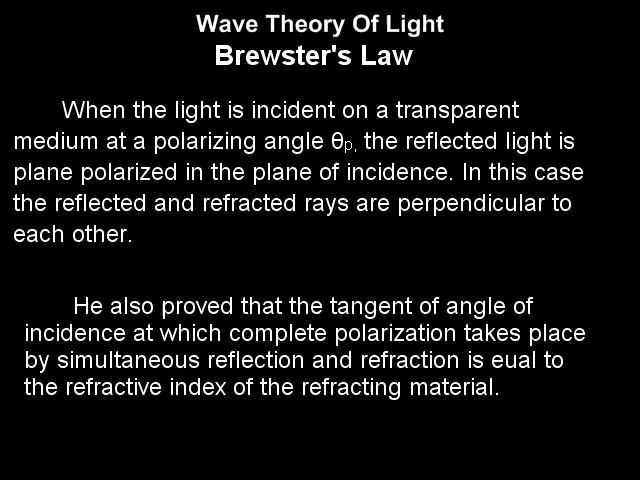 Wave Theory Of Light
Brewster's Law
When the light is incident on a transparent
medium at a polarizing angle θp, the reflected light is
plane polarized in the plane of incidence. In this case
the reflected and refracted rays are perpendicular to
each other.
He also proved that the tangent of angle of
incidence at which complete polarization takes place
by simultaneous reflection and refraction is eual to
the refractive index of the refracting material.